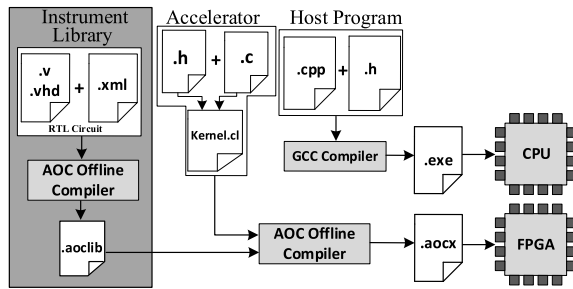 Instrument
Library
.v
.vhd
+
.xml
RTL Circuit
AOC Offline
Compiler
.aoclib
Accelerator
.h
+
.c
Kernel.cl
Host Program
.cpp
+
.h
GCC Compiler
.exe
CPU
AOC Offline
Compiler
.aocx
FPGA